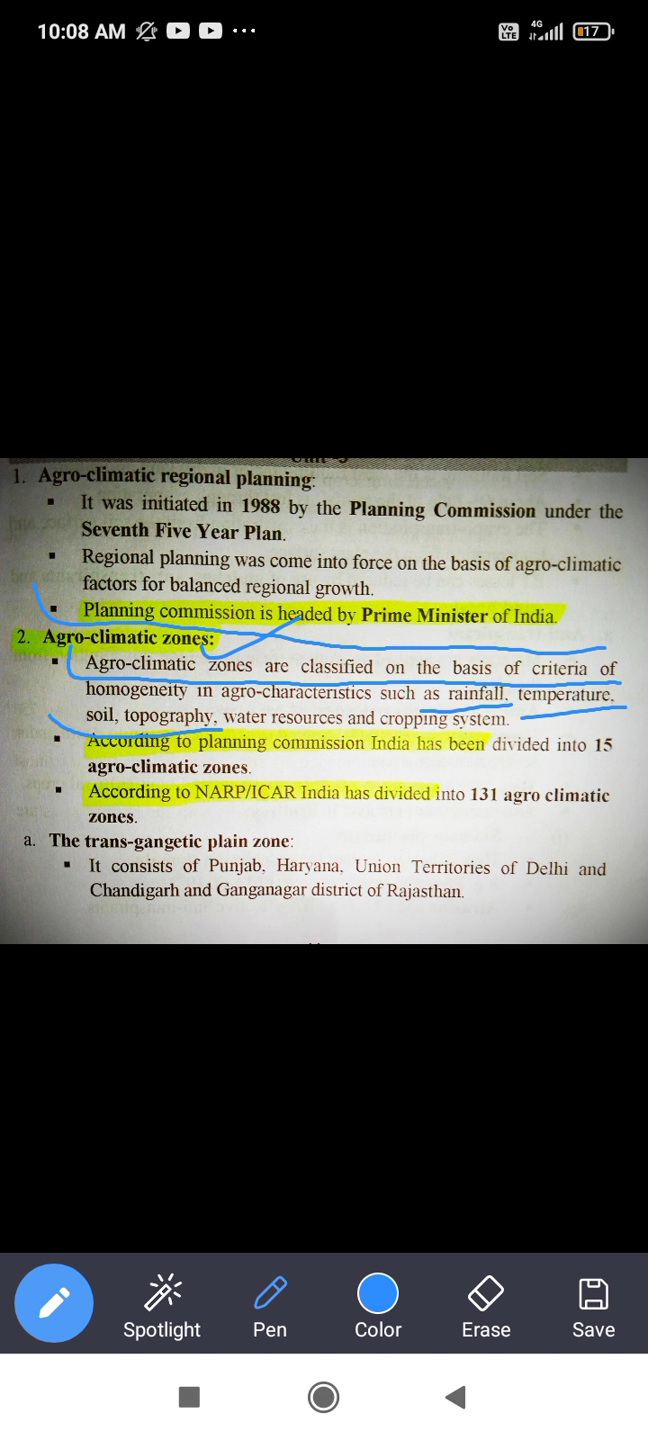 10:08 AM ...
Vo LTE 4G 17
1. Agro-climatic regional planning:
▪ It was initiated in 1988 by the Planning Commission under the
Seventh Five Year Plan.
▪ Regional planning was come into force on the basis of agro-climatic
factors for balanced regional growth.
▪ Planning commission is headed by Prime Minister of India.
2. Agro-climatic zones:
▪ Agro-climatic zones are classified on the basis of criteria of
homogeneity in agro-characteristics such as rainfall, temperature,
soil, topography, water resources and cropping system.
▪ According to planning commission India has been divided into 15
agro-climatic zones.
▪ According to NARP/ICAR India has divided into 131 agro climatic
zones.
a. The trans-gangetic plain zone:
▪ It consists of Punjab, Haryana, Union Territories of Delhi and
Chandigarh and Ganganagar district of Rajasthan.
Spotlight Pen Color Erase Save